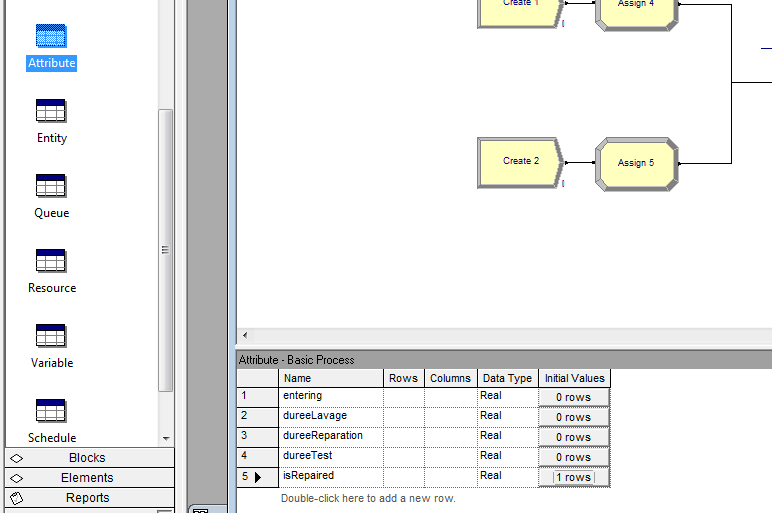 Attribute
Entity
Queue
Resource
Variable
Schedule
Blocks
Elements
Reports
Create 1
Assign 4
Create 2
Assign 5
Attribute - Basic Process
Name Rows Columns Data Type Initial Values
1 entering Real 0 rows
2 dureeLavage Real 0 rows
3 dureeReparation Real 0 rows
4 dureeTest Real 0 rows
5 isRepaired Real 1 rows
Double-click here to add a new row.